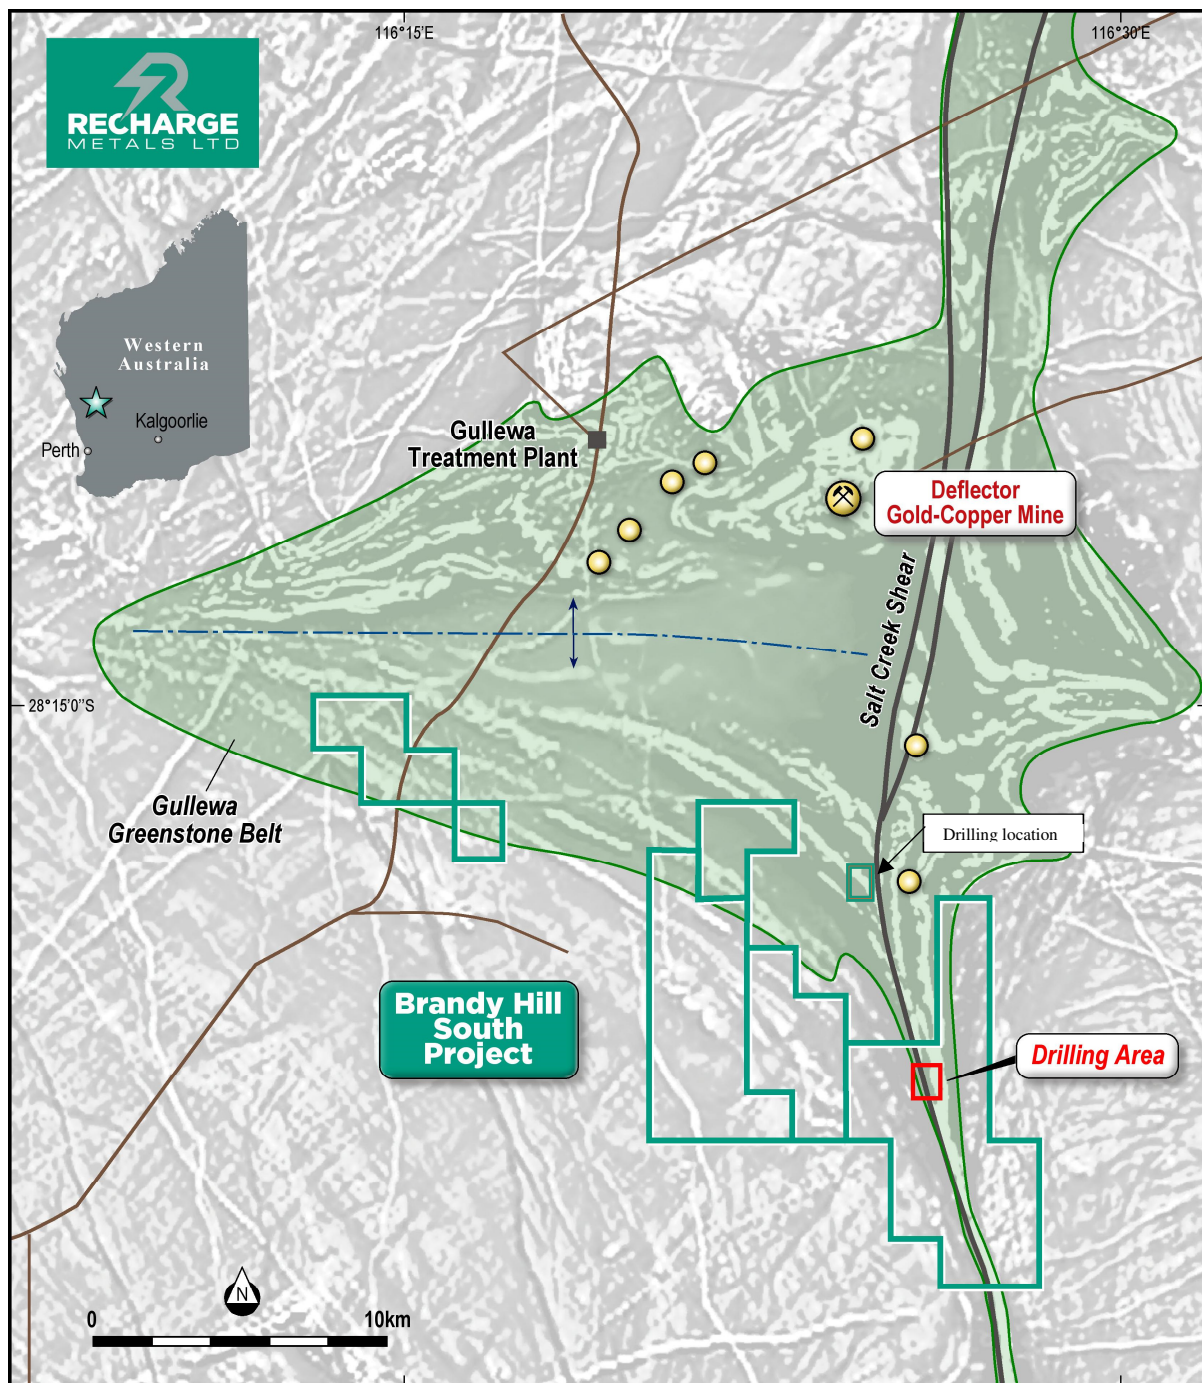 116°15'E
116°30'E
RECHARGE
METALS LTD
Western
Australia
Kalgoorlie
Perth
Gullewa
Treatment Plant
Deflector
Gold-Copper Mine
Salt Creek Shear
28°15'0''S
Gullewa
Greenstone Belt
Drilling location
Brandy Hill
South
Project
Drilling Area
N
0
10km